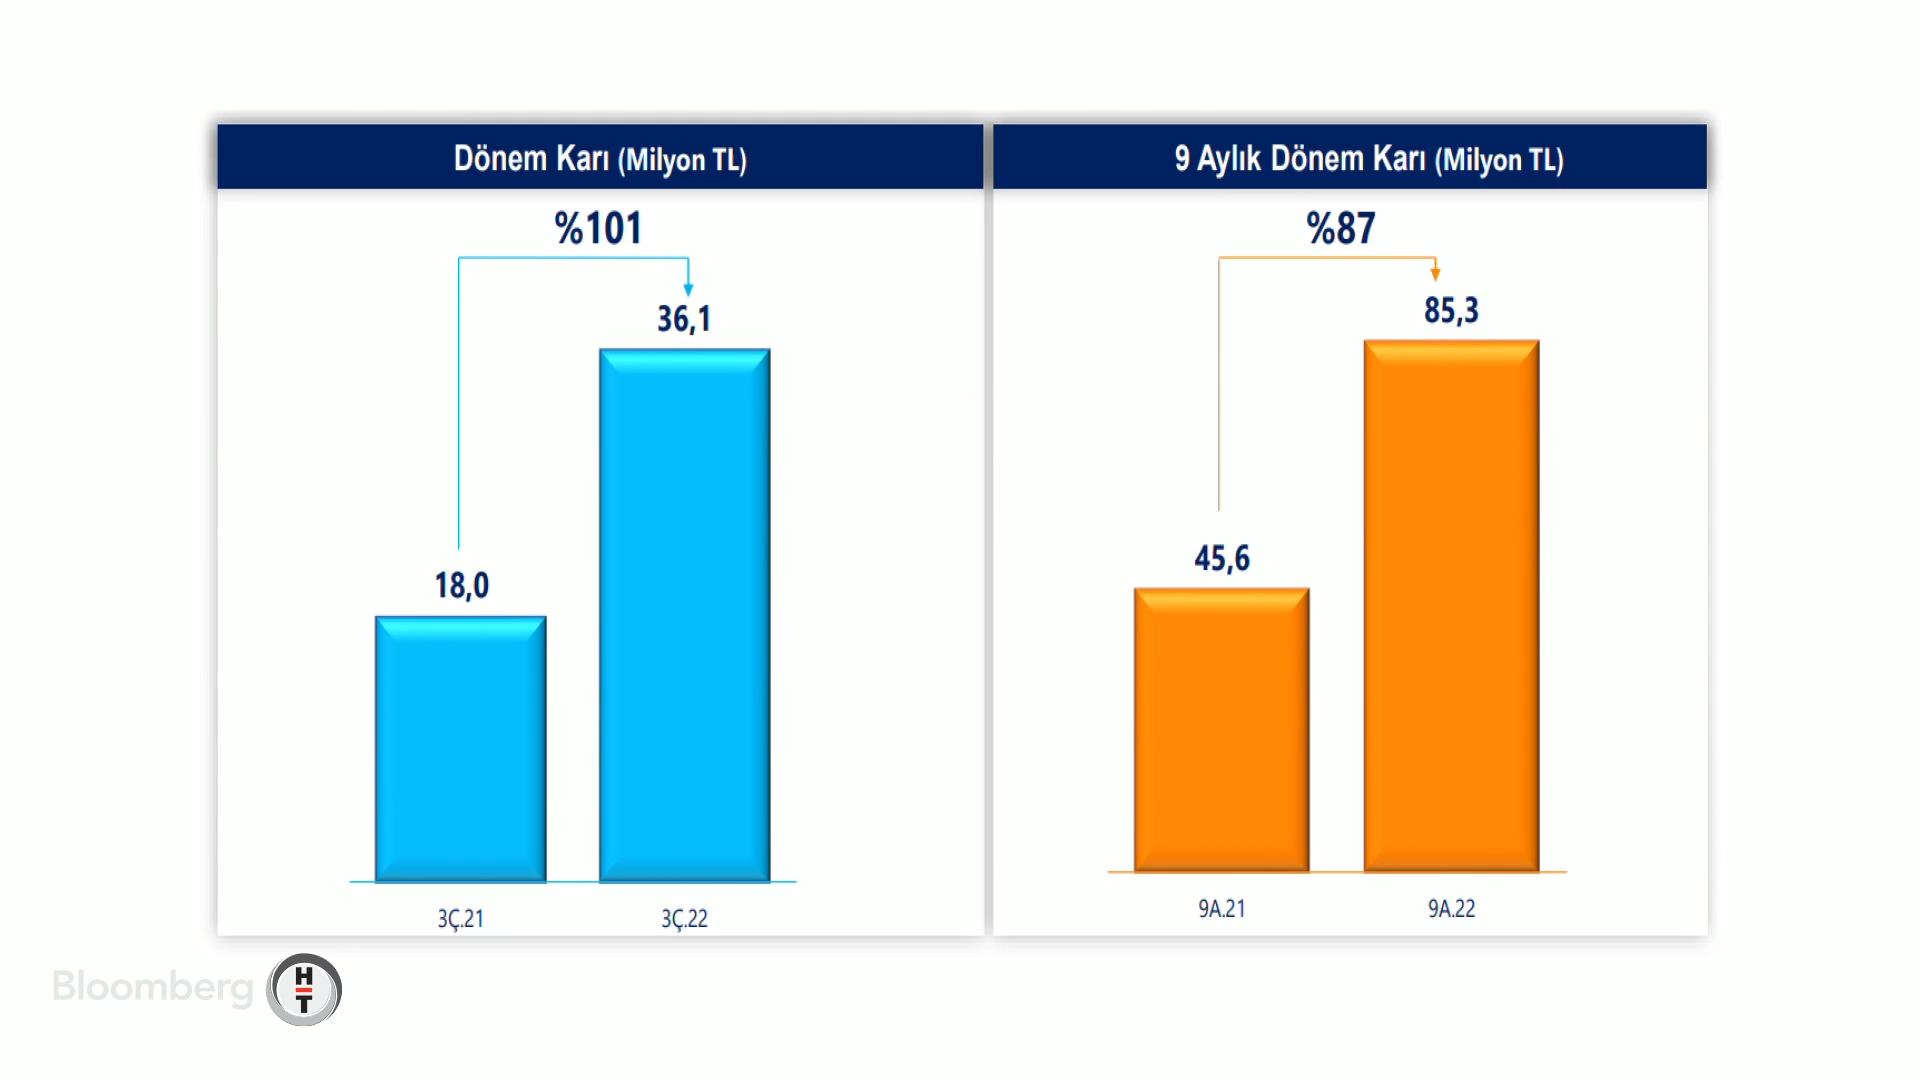 Dönem Karı (Milyon TL)
%101
36,1
18,0
3Ç.21
3Ç.22
9 Aylık Dönem Karı (Milyon TL)
%87
85,3
45,6
9A.21
9A.22
Bloomberg HT